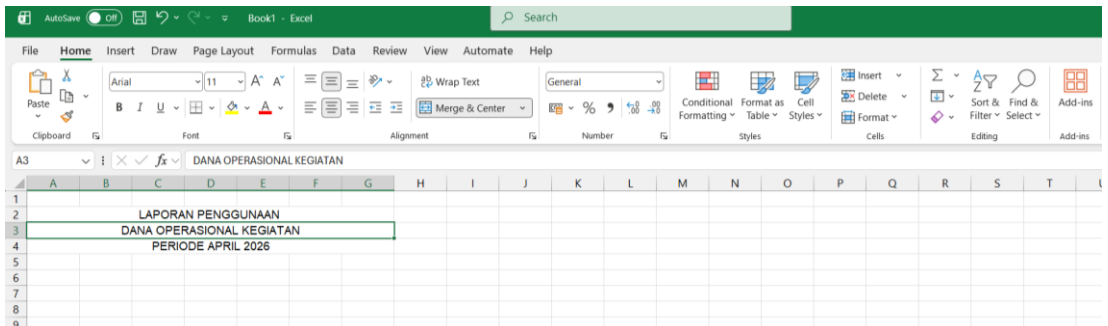 AutoSave Off Book1 - Excel Search
File Home Insert Draw Page Layout Formulas Data Review View Automate Help
Paste
Clipboard
Arial 11 A^ A˅
B I U A
Font
Wrap Text
Merge & Center
Alignment
General
% 9 .00
Number
Conditional Formatting
Format as Table
Cell Styles
Styles
Insert
Delete
Format
Cells
Sort & Filter
Find & Select
Editing
Add-ins
Add-ins
A3 fx DANA OPERASIONAL KEGIATAN
A B C D E F G H I J K L M N O P Q R S T
1
2 LAPORAN PENGGUNAAN
3 DANA OPERASIONAL KEGIATAN
4 PERIODE APRIL 2026
5
6
7
8
9